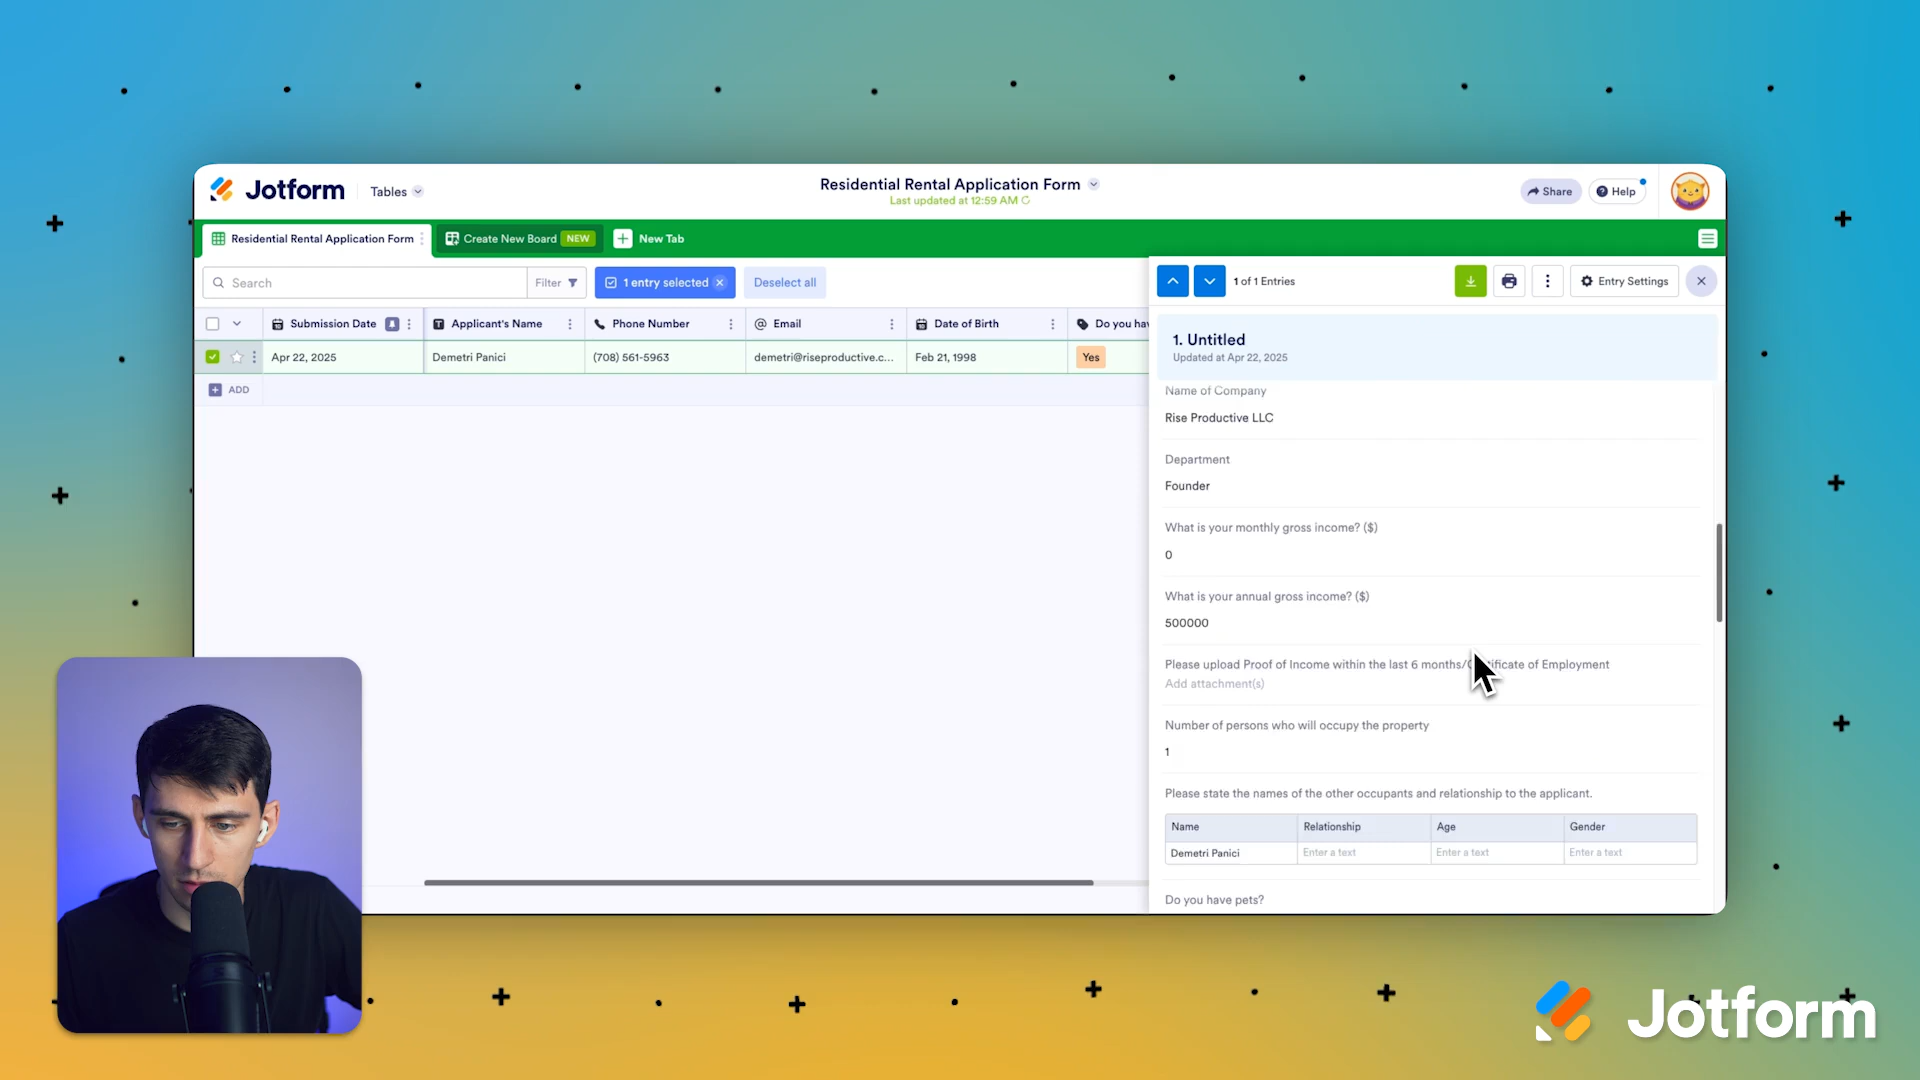 Jotform
Tables
Residential Rental Application Form
Last updated at 12:59 AM
Share
Help
Residential Rental Application Form
Create New Board
NEW
New Tab
Search
Filter
1 entry selected
Deselect all
1 of 1 Entries
Entry Settings
Submission Date
Applicant's Name
Phone Number
Email
Date of Birth
Do you hav
Apr 22, 2025
Demetri Panici
(708) 561-5963
demetri@riseproductive.c...
Feb 21, 1998
Yes
ADD
1. Untitled
Updated at Apr 22, 2025
Name of Company
Rise Productive LLC
Department
Founder
What is your monthly gross income? ($)
0
What is your annual gross income? ($)
500000
Please upload Proof of Income within the last 6 months/Certificate of Employment
Add attachment(s)
Number of persons who will occupy the property
1
Please state the names of the other occupants and relationship to the applicant.
Name Relationship Age Gender
Demetri Panici Enter a text Enter a text Enter a text
Do you have pets?
Jotform